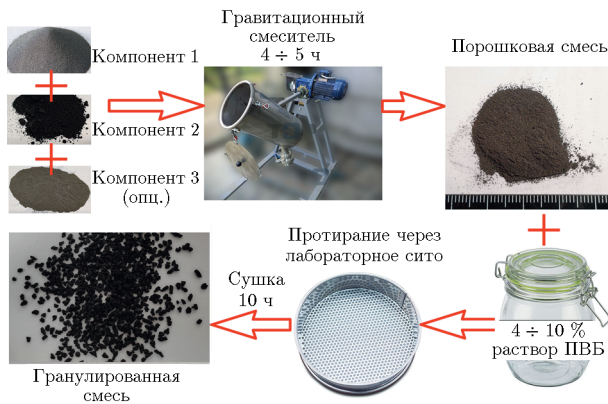 Компонент 1
Компонент 2
Компонент 3
(опц.)
Гравитационный
смеситель
4 ÷ 5 ч
Порошковая смесь
4 ÷ 10 %
раствор ПВБ
Протирание через
лабораторное сито
Сушка
10 ч
Гранулированная
смесь